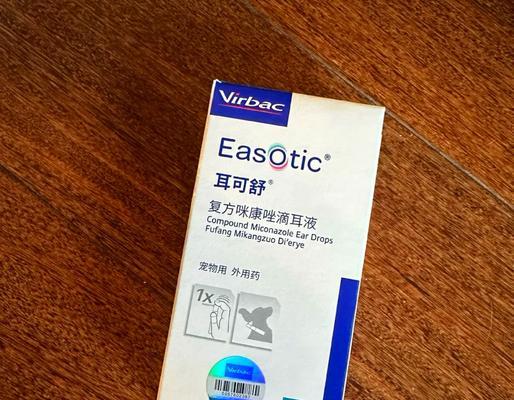 Virbac
Easotic®
耳可舒®
复方咪康唑滴耳液
Compound Miconazole Ear Drops
Fufang Mikangzuo Di'erye
宠物用 外用药
1x
Virbac